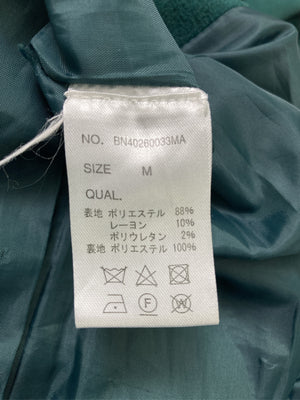 NO. BN40260033MA
SIZE M
QUAL.
表地 ポリエステル 88%
レーヨン 10%
ポリウレタン 2%
裏地 ポリエステル 100%
F W